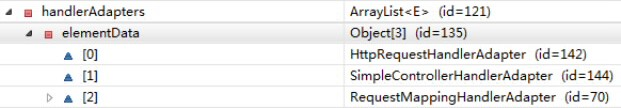 handlerAdapters ArrayList<E> (id=121)
elementData Object[3] (id=135)
[0] HttpRequestHandlerAdapter (id=142)
[1] SimpleControllerHandlerAdapter (id=144)
[2] RequestMappingHandlerAdapter (id=70)